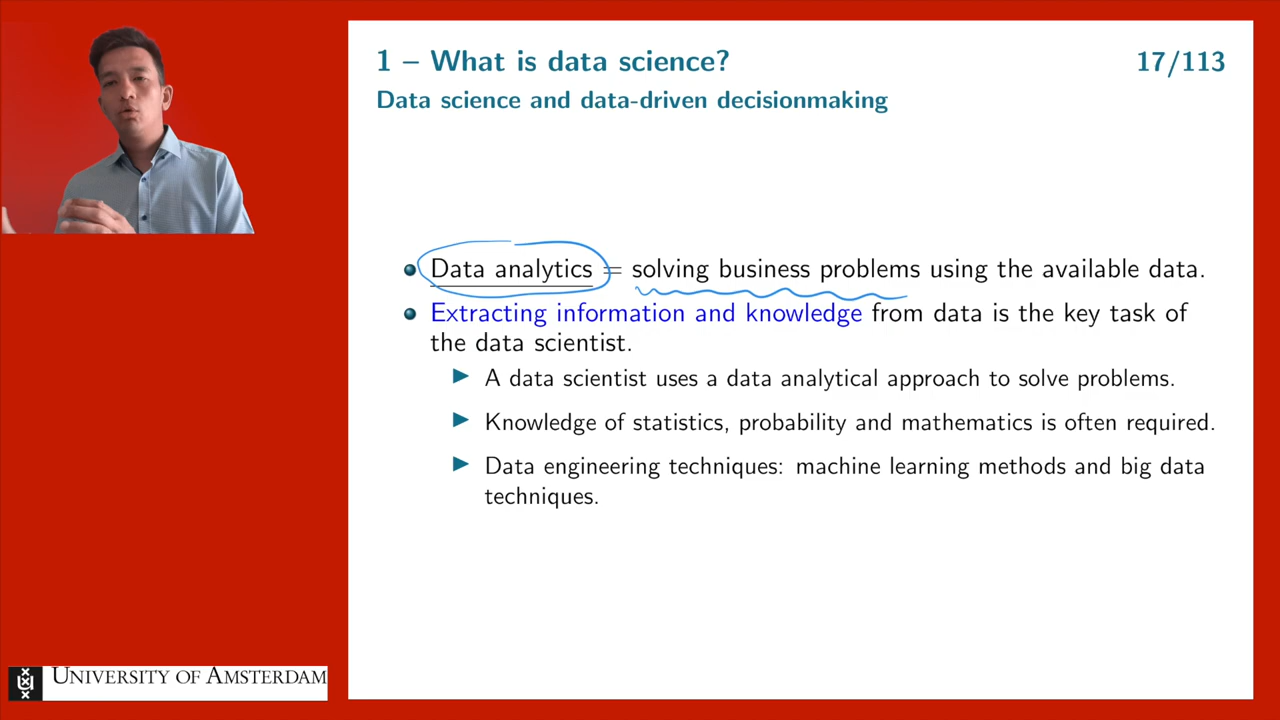 1 – What is data science?
17/113
Data science and data-driven decisionmaking
Data analytics = solving business problems using the available data.
Extracting information and knowledge from data is the key task of
the data scientist.
A data scientist uses a data analytical approach to solve problems.
Knowledge of statistics, probability and mathematics is often required.
Data engineering techniques: machine learning methods and big data
techniques.
UNIVERSITY OF AMSTERDAM